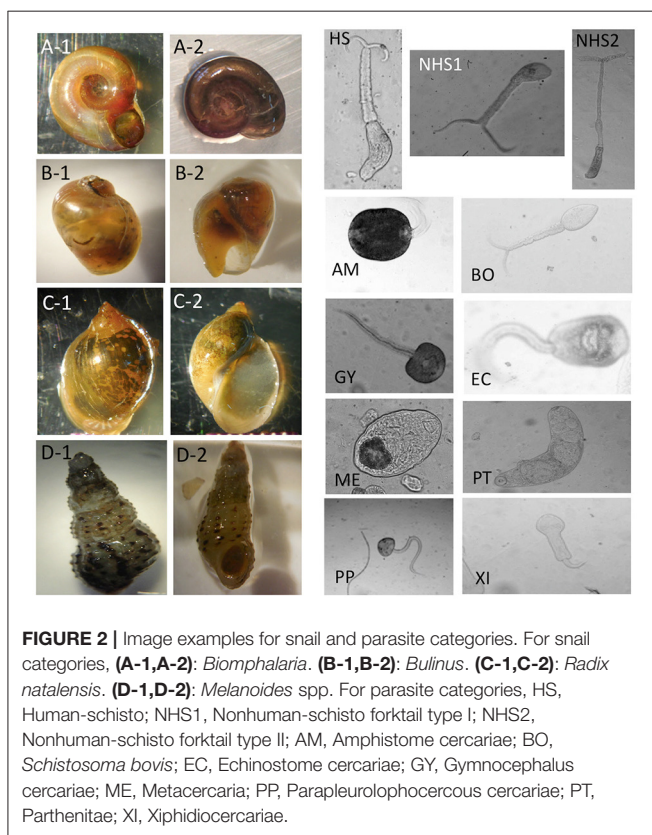 A-1
A-2
B-1
B-2
C-1
C-2
D-1
D-2
HS
NHS1
NHS2
AM
BO
GY
EC
ME
PT
PP
XI
FIGURE 2 | Image examples for snail and parasite categories. For snail
categories, (A-1,A-2): Biomphalaria. (B-1,B-2): Bulinus. (C-1,C-2): Radix
natalensis. (D-1,D-2): Melanoides spp. For parasite categories, HS,
Human-schisto; NHS1, Nonhuman-schisto forktail type I; NHS2,
Nonhuman-schisto forktail type II; AM, Amphistome cercariae; BO,
Schistosoma bovis; EC, Echinostome cercariae; GY, Gymnocephalus
cercariae; ME, Metacercaria; PP, Parapleurolophocercous cercariae; PT,
Parthenitae; XI, Xiphidiocercariae.